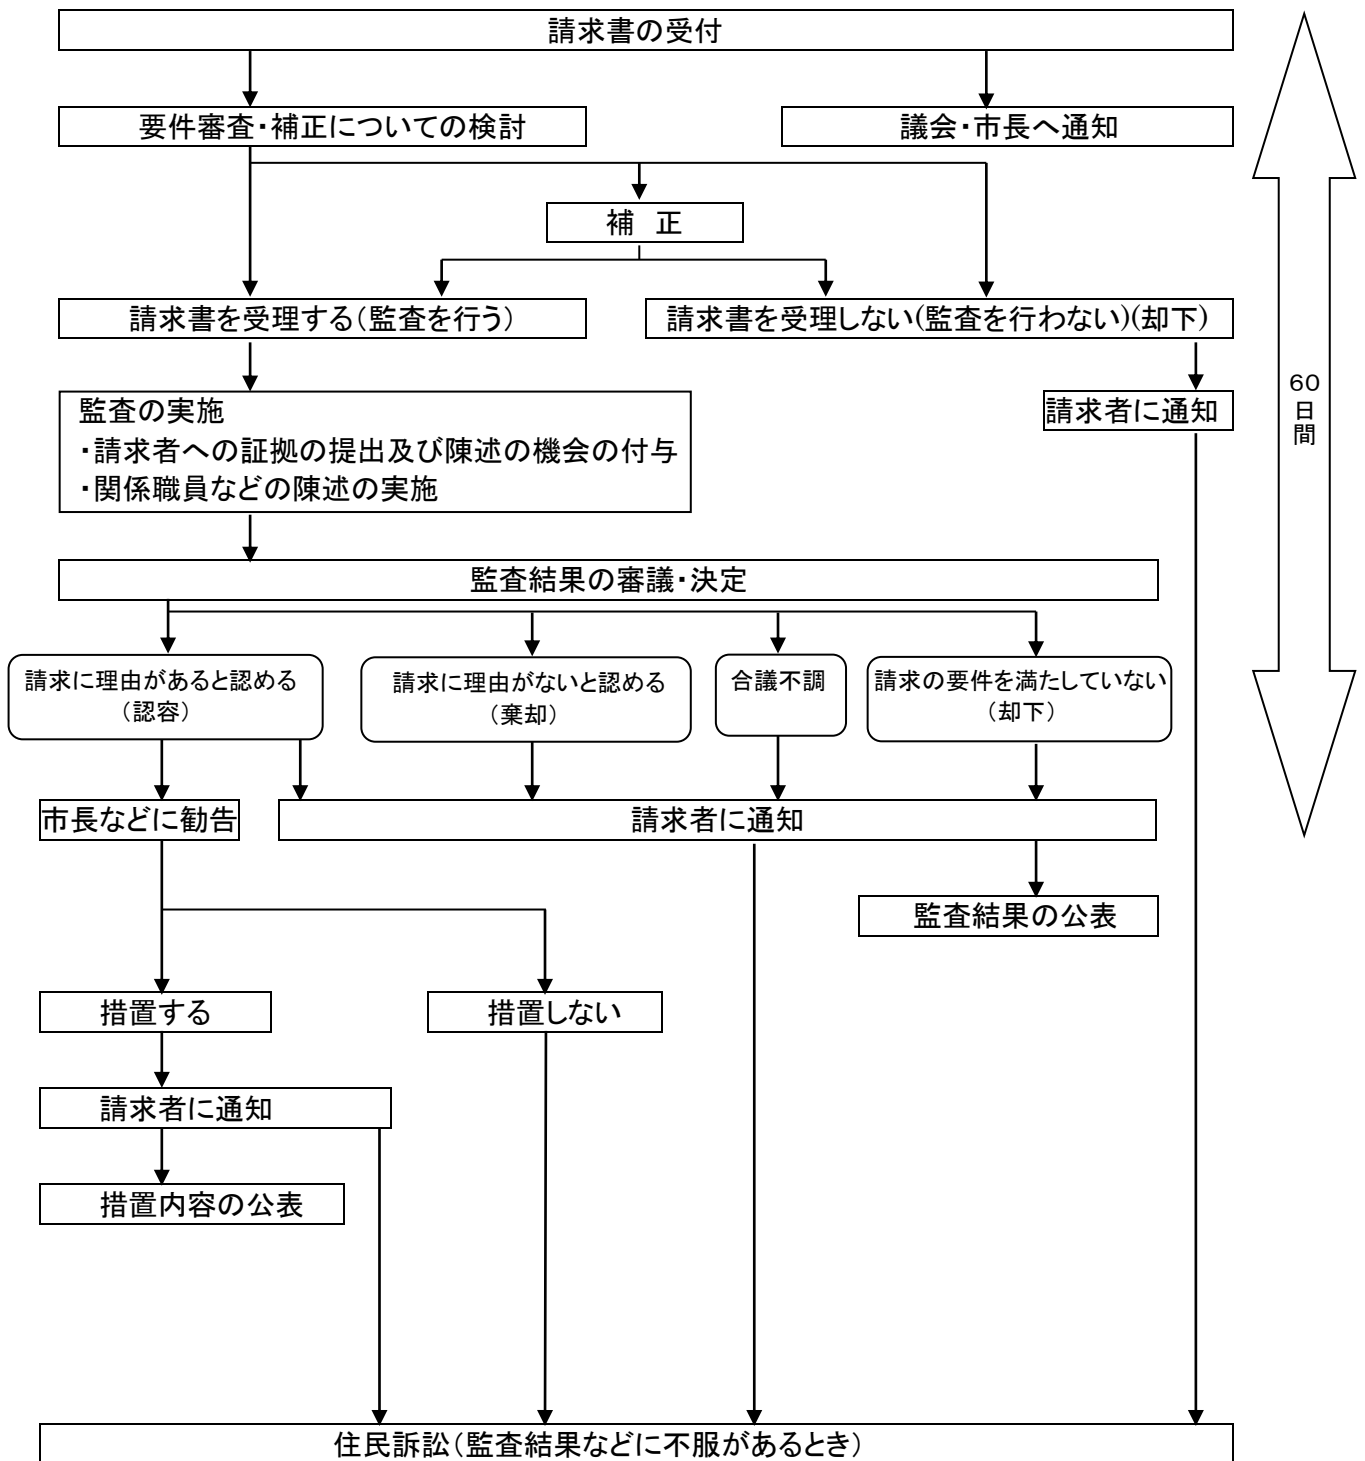 請求書の受付
要件審査・補正についての検討
議会・市長へ通知
補　正
請求書を受理する（監査を行う）
請求書を受理しない(監査を行わない)(却下)
監査の実施
・請求者への証拠の提出及び陳述の機会の付与
・関係職員などの陳述の実施
請求者に通知
60
日
間
監査結果の審議・決定
請求に理由があると認める
（認容）
請求に理由がないと認める
（棄却）
合議不調
請求の要件を満たしていない
（却下）
市長などに勧告
請求者に通知
監査結果の公表
措置する
措置しない
請求者に通知
措置内容の公表
住民訴訟（監査結果などに不服があるとき）